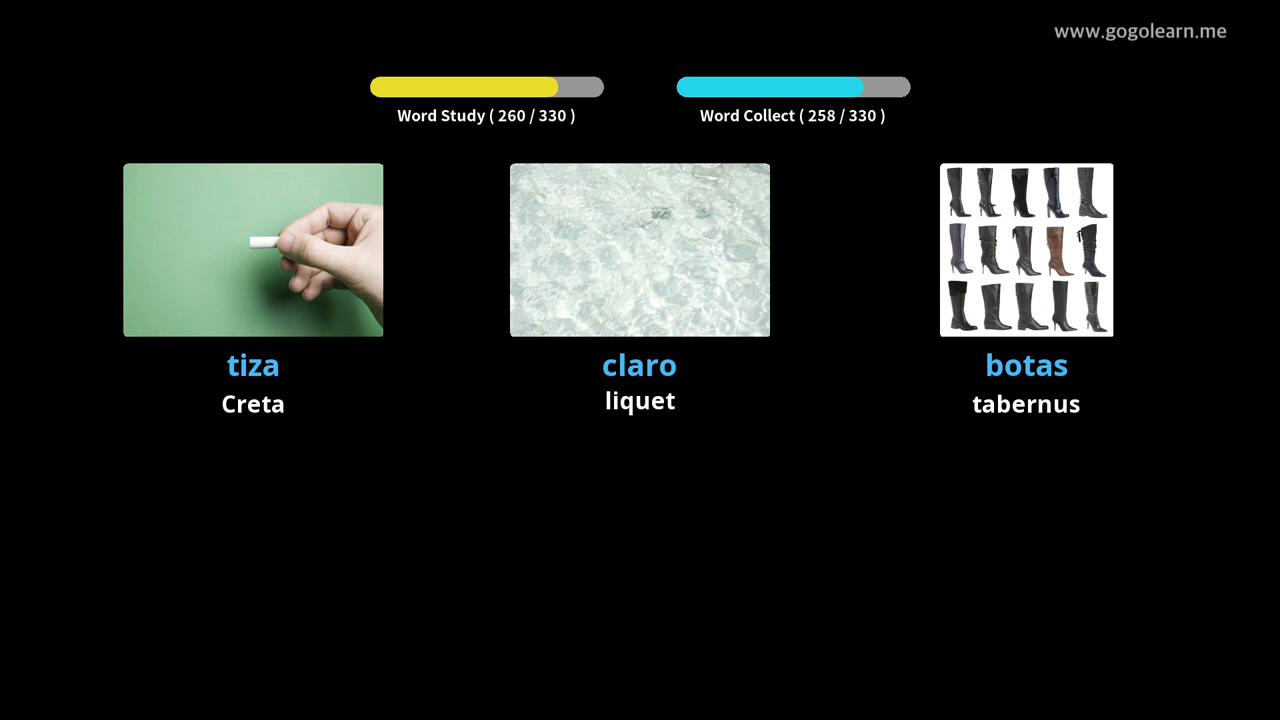 www.gogolearn.me
Word Study ( 260 / 330 )
Word Collect ( 258 / 330 )
tiza
Creta
claro
liquet
botas
tabernus